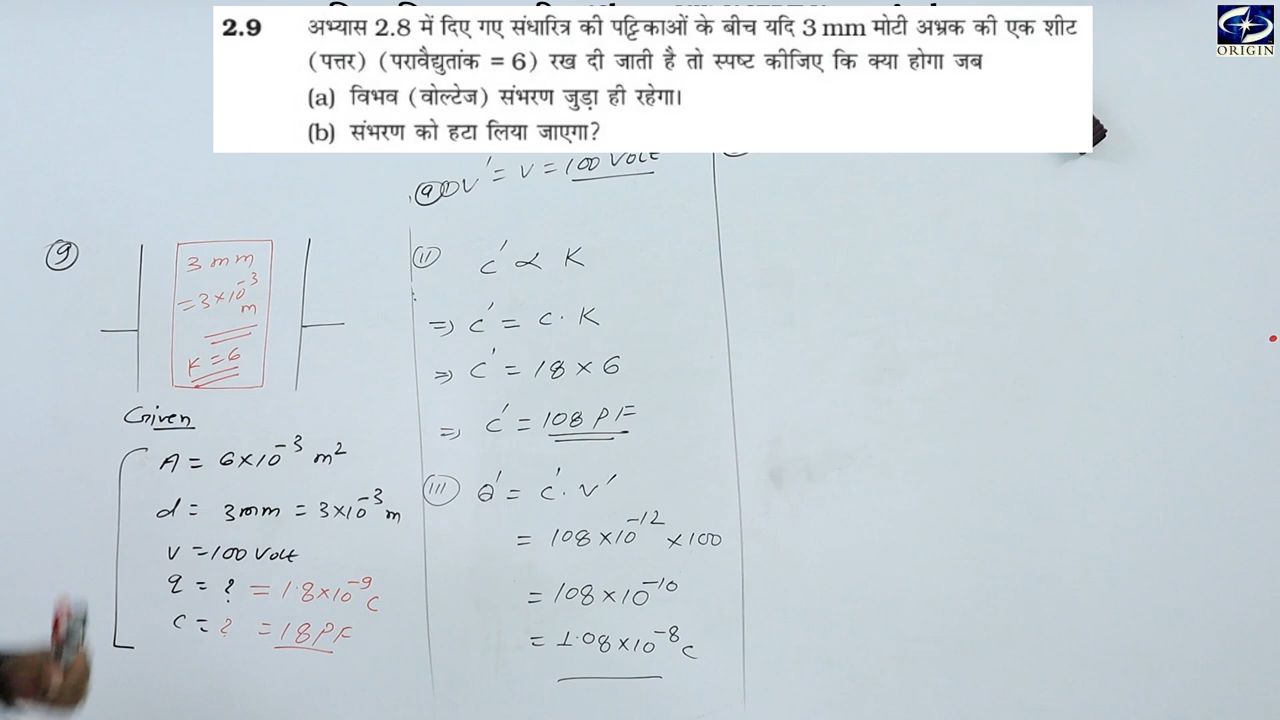 2.9 अभ्यास 2.8 में दिए गए संधारित्र की पट्टिकाओं के बीच यदि 3 mm मोटी अभ्रक की एक शीट
(पत्तर) (परावैद्युतांक = 6) रख दी जाती है तो स्पष्ट कीजिए कि क्या होगा जब
(a) विभव (वोल्टेज) संभरण जुड़ा ही रहेगा।
(b) संभरण को हटा लिया जाएगा?
ORIGIN
9
3 mm
= 3×10⁻³ m
K = 6
Given
A = 6×10⁻³ m²
d = 3mm = 3×10⁻³ m
V = 100 Volt
q = ? = 1.8×10⁻⁹ C
C = ? = 18 PF
(a) (i) V' = V = 100 Volt
(ii) C' ∝ K
⇒ C' = C · K
⇒ C' = 18 × 6
⇒ C' = 108 PF
(iii) Q' = C' · V'
= 108×10⁻¹² × 100
= 108×10⁻¹⁰
= 1.08×10⁻⁸ C